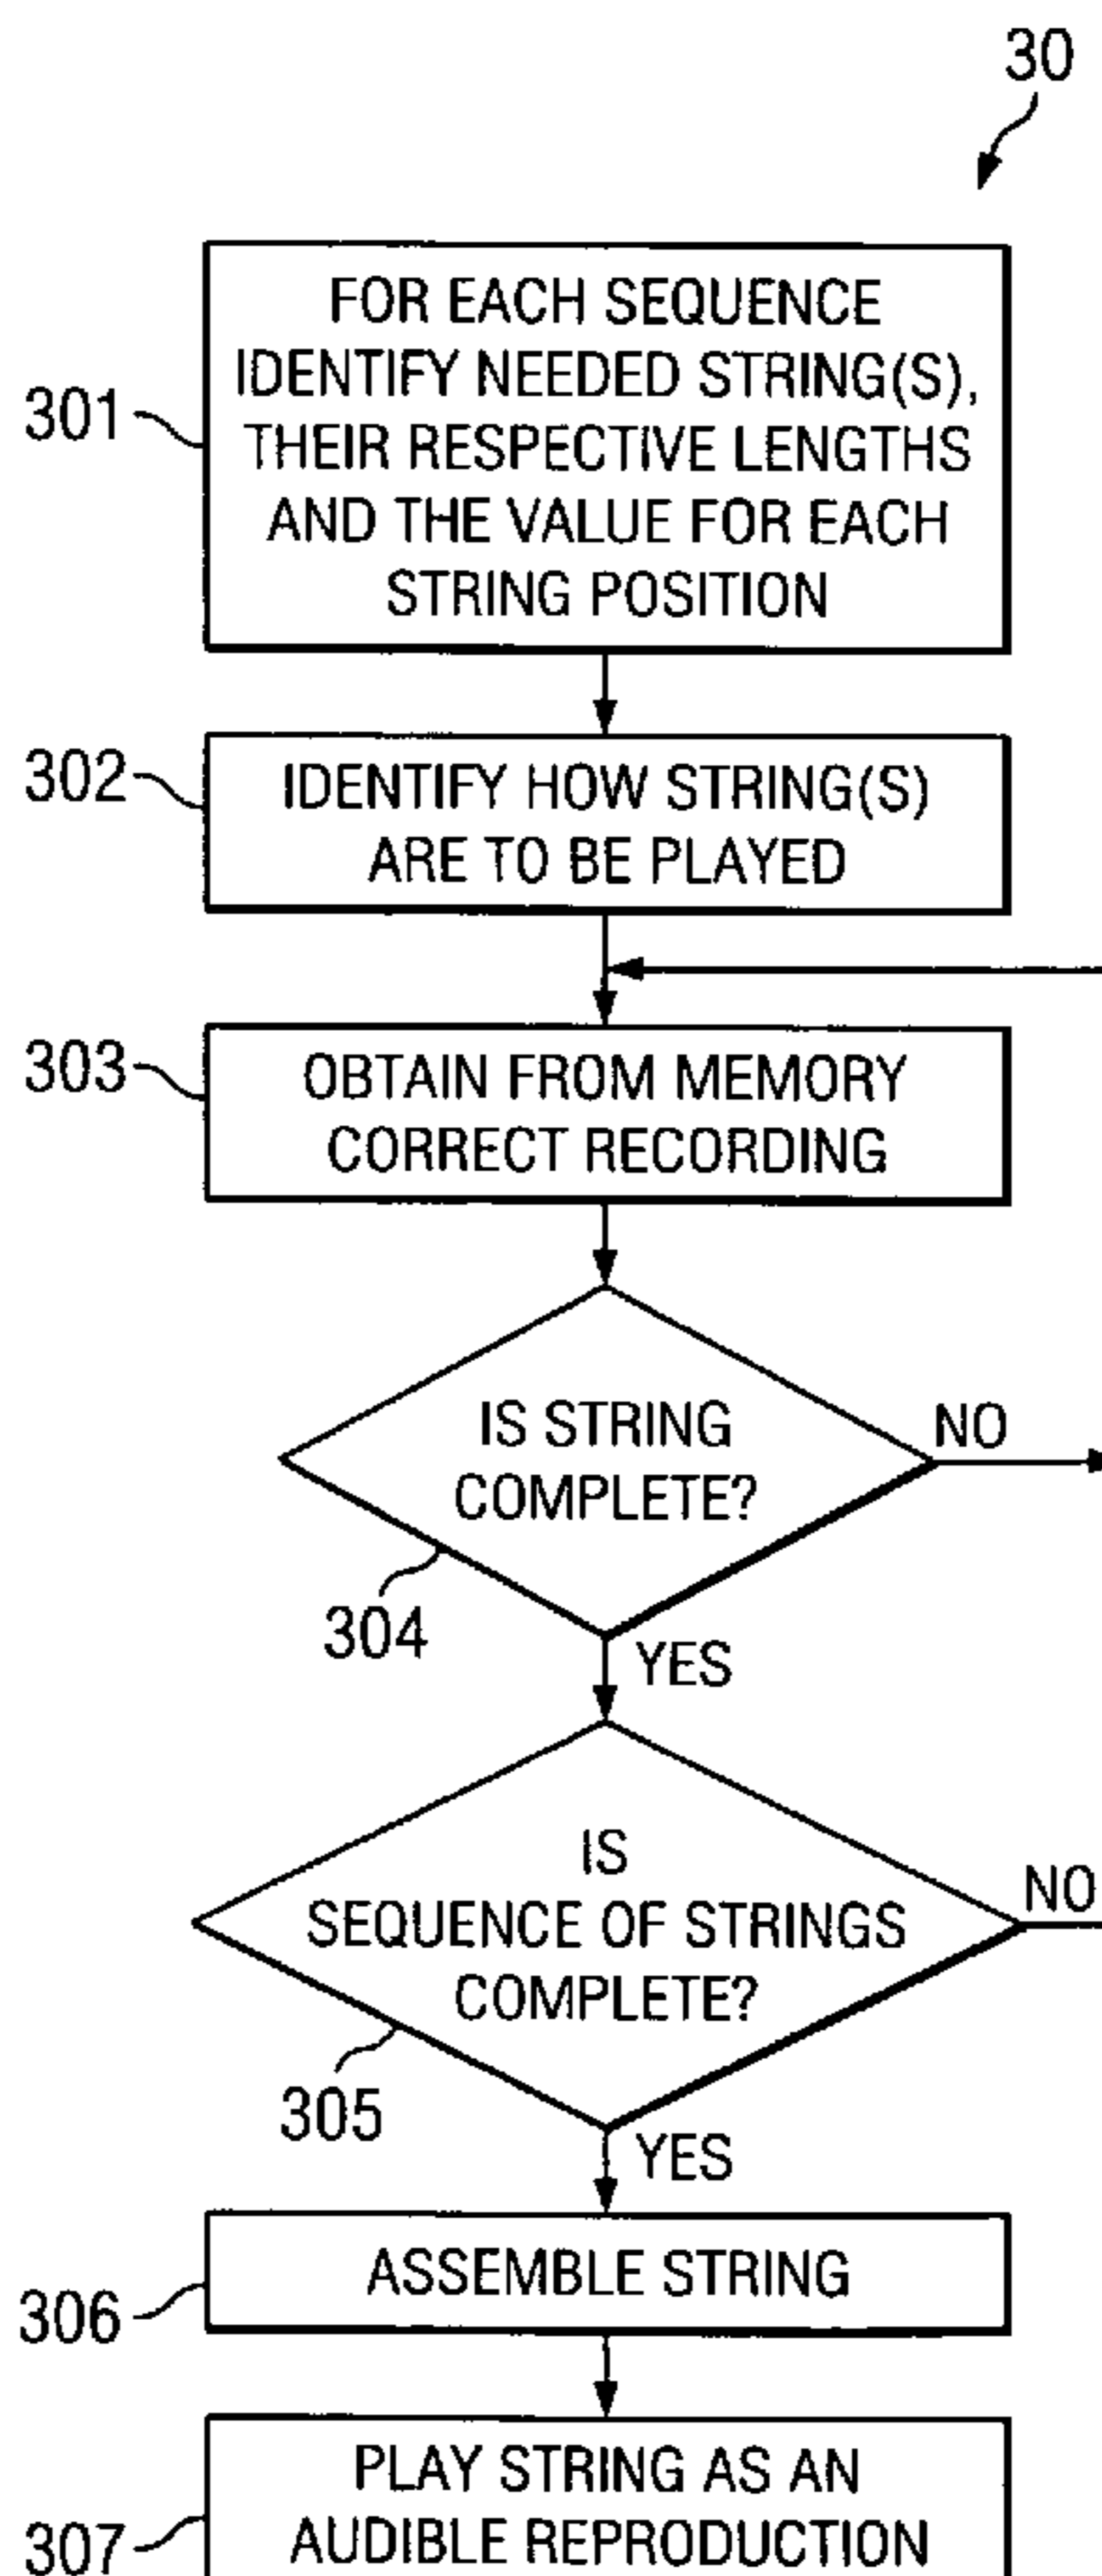 30
301
FOR EACH SEQUENCE
IDENTIFY NEEDED STRING(S),
THEIR RESPECTIVE LENGTHS
AND THE VALUE FOR EACH
STRING POSITION
302
IDENTIFY HOW STRING(S)
ARE TO BE PLAYED
303
OBTAIN FROM MEMORY
CORRECT RECORDING
IS STRING
COMPLETE?
NO
304
YES
IS
SEQUENCE OF STRINGS
COMPLETE?
NO
305
YES
306
ASSEMBLE STRING
307
PLAY STRING AS AN
AUDIBLE REPRODUCTION